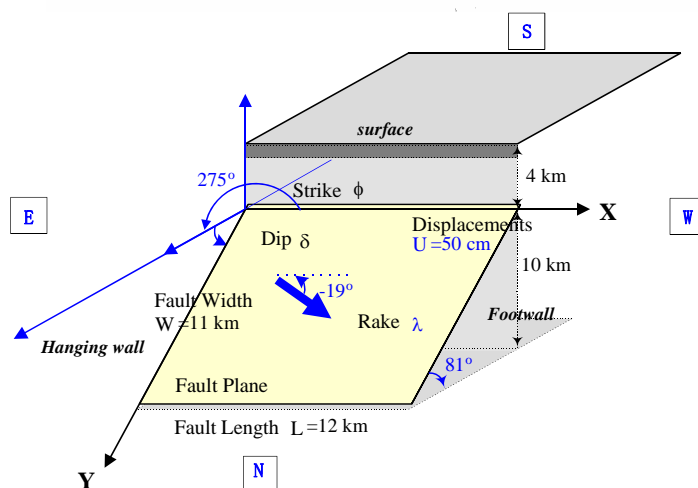 S
surface
275o
4 km
Strike ϕ
E
X
W
Displacements
Dip δ
U =50 cm
10 km
-19o
Fault Width
W =11 km
Footwall
Rake λ
Hanging wall
81o
Fault Plane
Fault Length L =12 km
N
Y